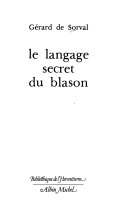 Gérard de Sorval
le langage
secret
du blason
Bibliothèque de l'Hermétisme
Albin Michel